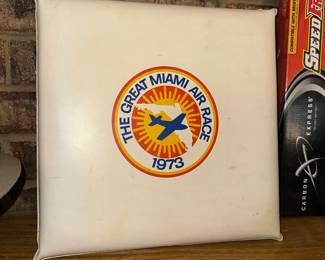 THE GREAT MIAMI AIR RACE
1973
SPEED
CARBON EXPRESS